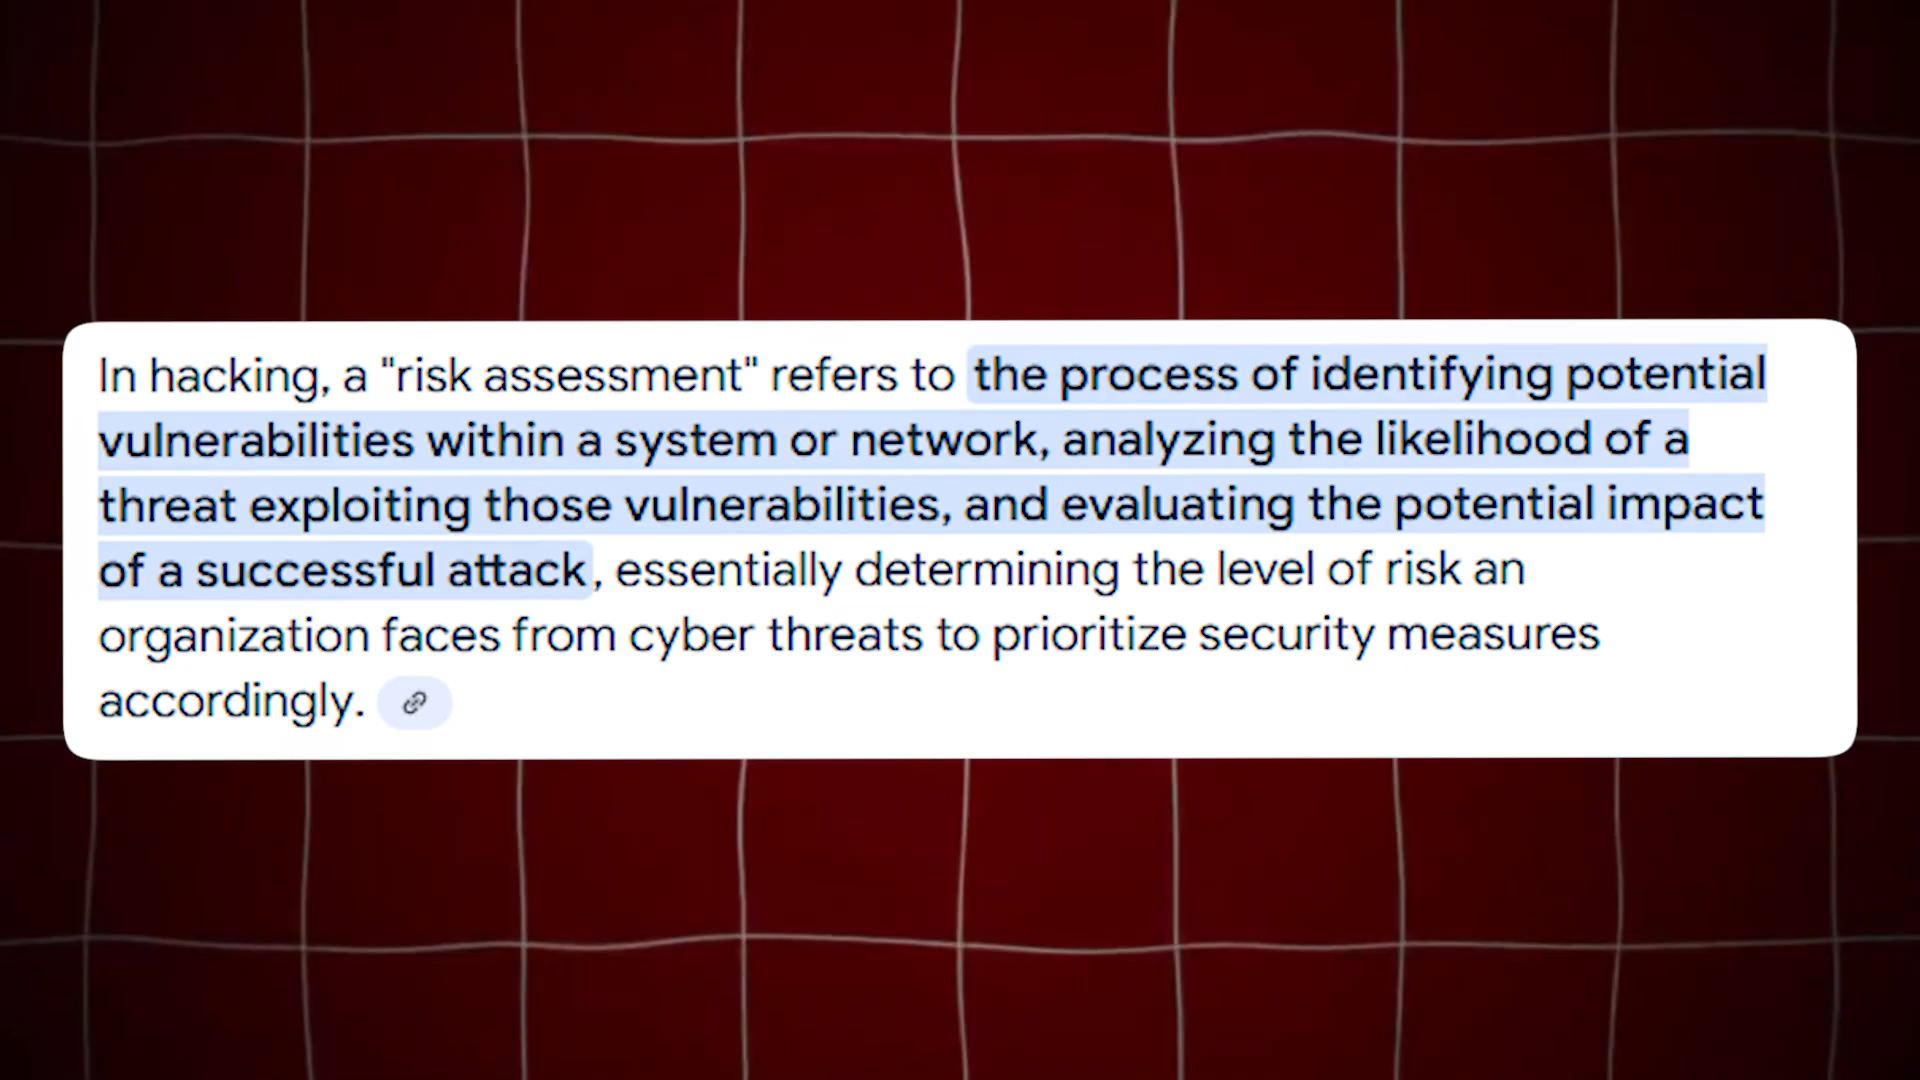 In hacking, a "risk assessment" refers to the process of identifying potential
vulnerabilities within a system or network, analyzing the likelihood of a
threat exploiting those vulnerabilities, and evaluating the potential impact
of a successful attack, essentially determining the level of risk an
organization faces from cyber threats to prioritize security measures
accordingly.